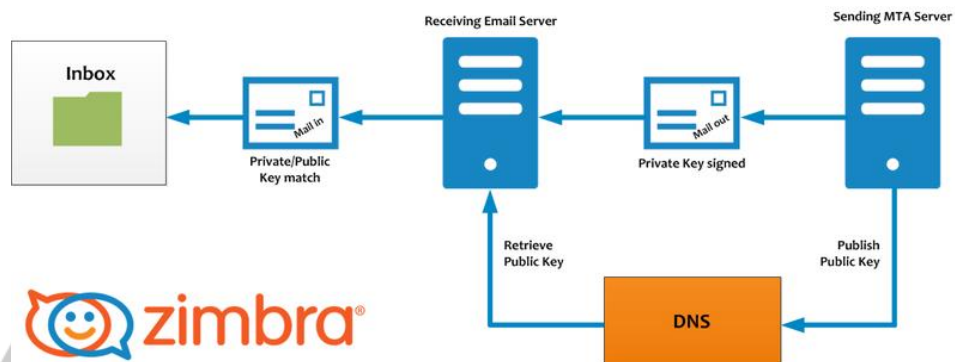 Receiving Email Server
Sending MTA Server
Inbox
Mail in
Mail out
Private/Public
Key match
Private Key signed
Retrieve
Public Key
Publish
Public Key
DNS
zimbra®